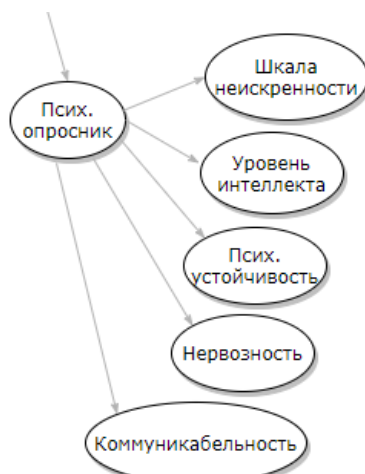 Шкала
неискренности
Псих.
опросник
Уровень
интеллекта
Псих.
устойчивость
Нервозность
Коммуникабельность